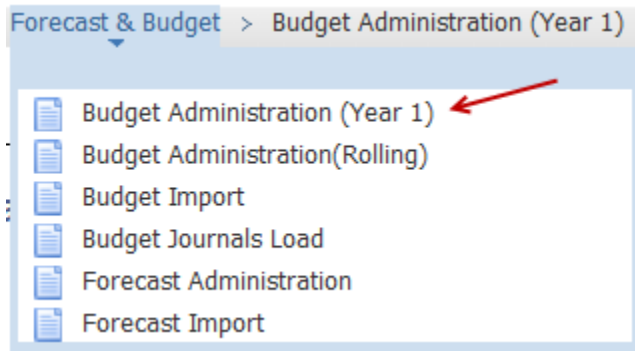 Forecast & Budget > Budget Administration (Year 1)
Budget Administration (Year 1)
Budget Administration(Rolling)
Budget Import
Budget Journals Load
Forecast Administration
Forecast Import